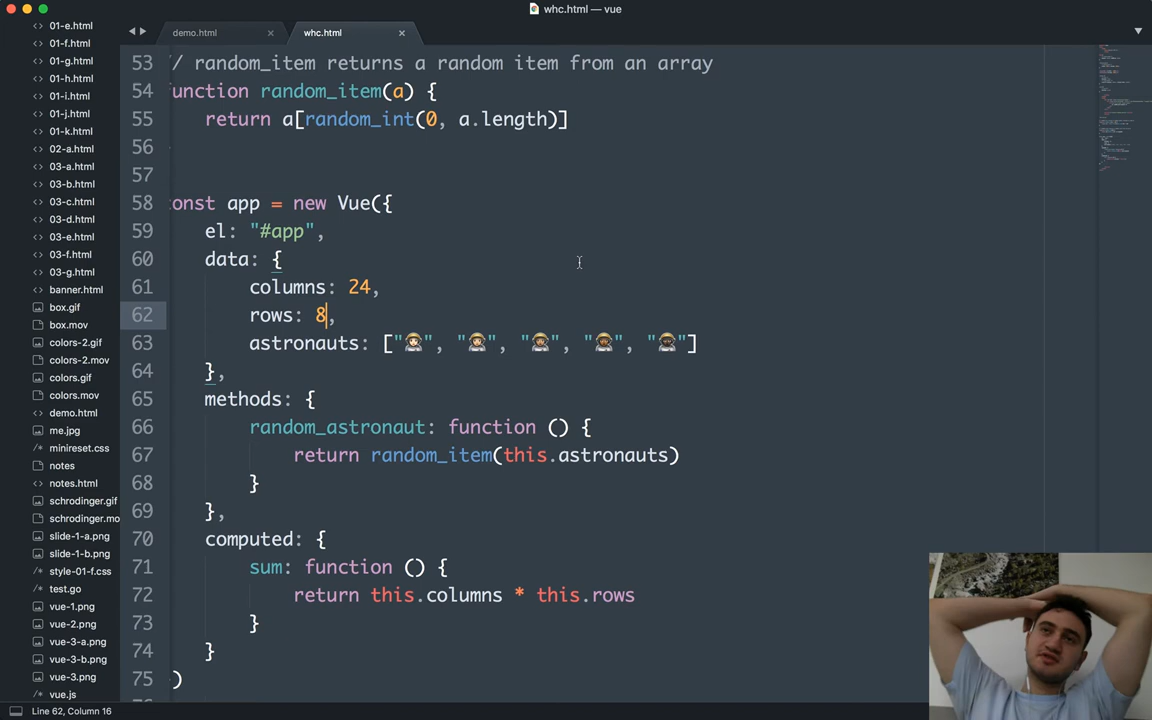 whc.html — vue
demo.html
whc.html
01-e.html
01-f.html
01-g.html
01-h.html
01-i.html
01-j.html
01-k.html
02-a.html
03-a.html
03-b.html
03-c.html
03-d.html
03-e.html
03-f.html
03-g.html
banner.html
box.gif
box.mov
colors-2.gif
colors-2.mov
colors.gif
colors.mov
demo.html
me.jpg
minireset.css
notes
notes.html
schrodinger.gif
schrodinger.mo
slide-1-a.png
slide-1-b.png
style-01-f.css
test.go
vue-1.png
vue-2.png
vue-3-a.png
vue-3-b.png
vue-3.png
vue.js
53 / random_item returns a random item from an array
54 unction random_item(a) {
55 return a[random_int(0, a.length)]
56
57
58 onst app = new Vue({
59 el: "#app",
60 data: {
61 columns: 24,
62 rows: 8,
63 astronauts: ["👩🏻‍🚀", "👩🏼‍🚀", "👩🏽‍🚀", "👩🏾‍🚀", "👩🏿‍🚀"]
64 },
65 methods: {
66 random_astronaut: function () {
67 return random_item(this.astronauts)
68 }
69 },
70 computed: {
71 sum: function () {
72 return this.columns * this.rows
73 }
74 }
75 )
Line 62, Column 16